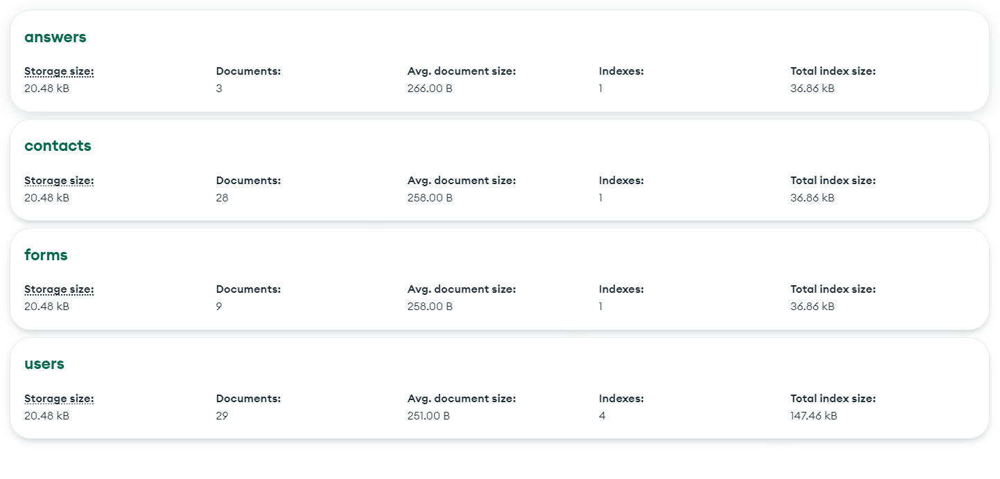 answers
Storage size: Documents: Avg. document size: Indexes: Total index size:
20.48 kB 3 266.00 B 1 36.86 kB
contacts
Storage size: Documents: Avg. document size: Indexes: Total index size:
20.48 kB 28 258.00 B 1 36.86 kB
forms
Storage size: Documents: Avg. document size: Indexes: Total index size:
20.48 kB 9 258.00 B 1 36.86 kB
users
Storage size: Documents: Avg. document size: Indexes: Total index size:
20.48 kB 29 251.00 B 4 147.46 kB